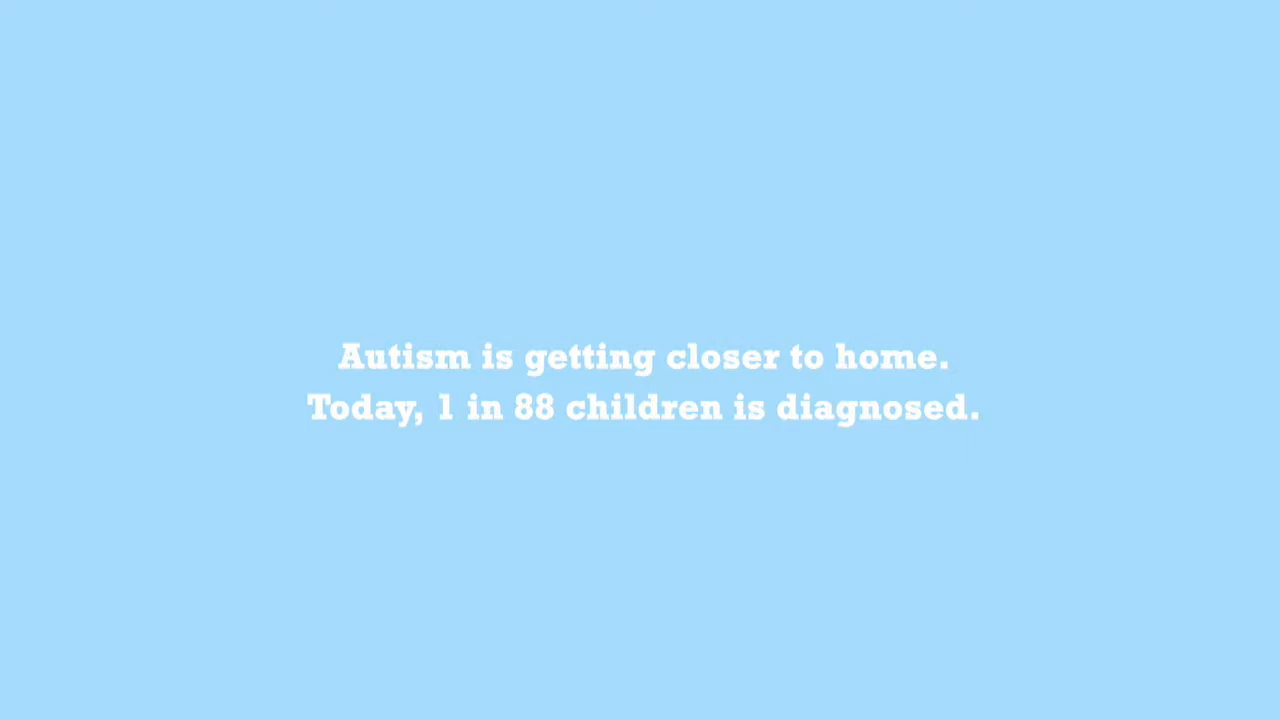 Autism is getting closer to home.
Today, 1 in 88 children is diagnosed.